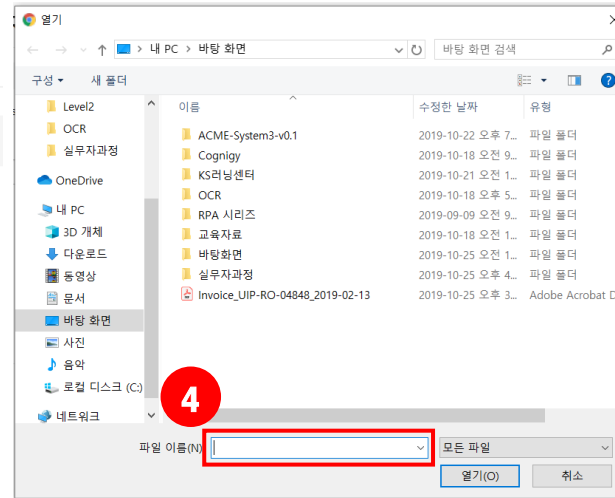 열기
내 PC > 바탕 화면
바탕 화면 검색
구성
새 폴더
Level2
OCR
실무자과정
OneDrive
내 PC
3D 개체
다운로드
동영상
문서
바탕 화면
사진
음악
로컬 디스크 (C:)
네트워크
이름 수정한 날짜 유형
ACME-System3-v0.1 2019-10-22 오후 7... 파일 폴더
Cognigy 2019-10-18 오전 9... 파일 폴더
KS러닝센터 2019-10-21 오전 1... 파일 폴더
OCR 2019-10-18 오후 5... 파일 폴더
RPA 시리즈 2019-09-09 오전 9... 파일 폴더
교육자료 2019-10-18 오전 1... 파일 폴더
바탕화면 2019-10-25 오전 1... 파일 폴더
실무자과정 2019-10-25 오후 4... 파일 폴더
Invoice_UIP-RO-04848_2019-02-13 2019-10-25 오후 3... Adobe Acrobat D
4
파일 이름(N)
모든 파일
열기(O)
취소